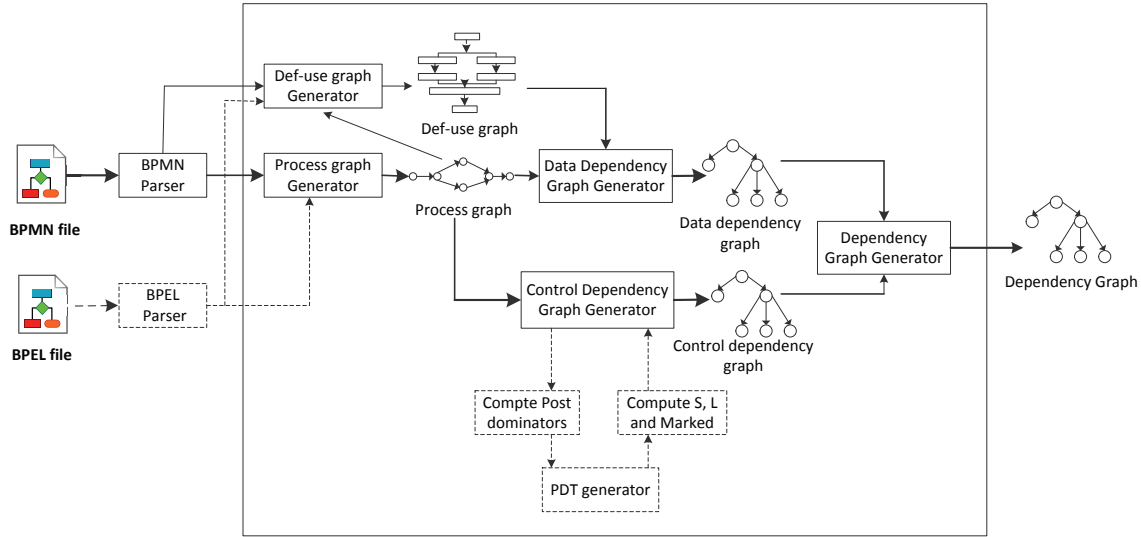 Def-use graph
Generator
Def-use graph
BPMN
Parser
Process graph
Generator
Process graph
Data Dependency
Graph Generator
Data dependency
graph
BPMN file
Dependency
Graph Generator
Dependency Graph
BPEL
Parser
BPEL file
Control Dependency
Graph Generator
Control dependency
graph
Compte Post
dominators
Compute S, L
and Marked
PDT generator